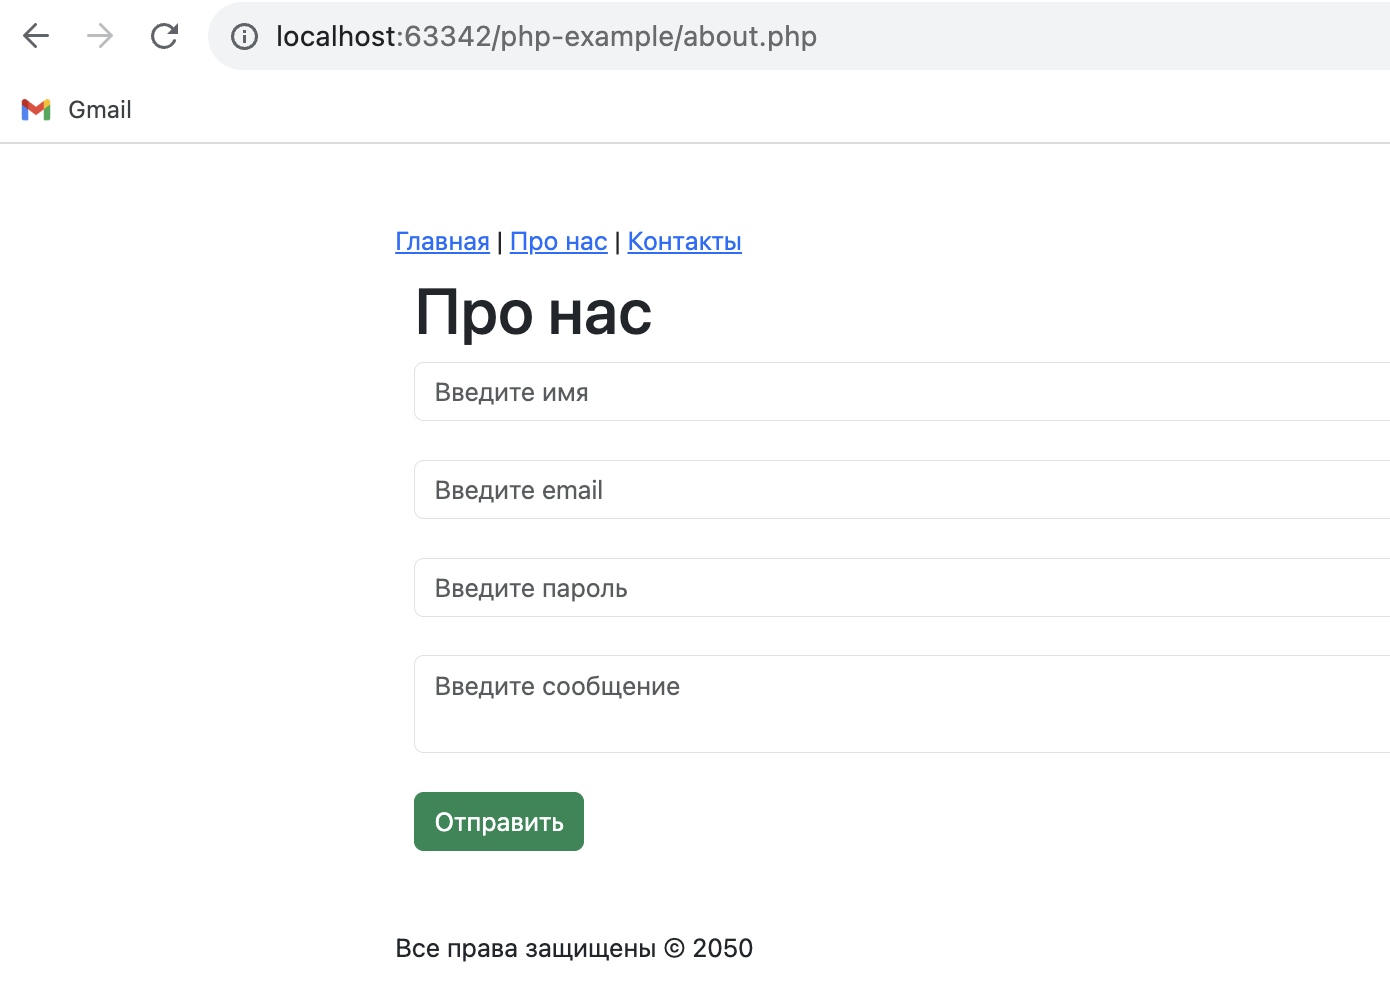 localhost:63342/php-example/about.php
Gmail
Главная | Про нас | Контакты
Про нас
Введите имя
Введите email
Введите пароль
Введите сообщение
Отправить
Все права защищены © 2050